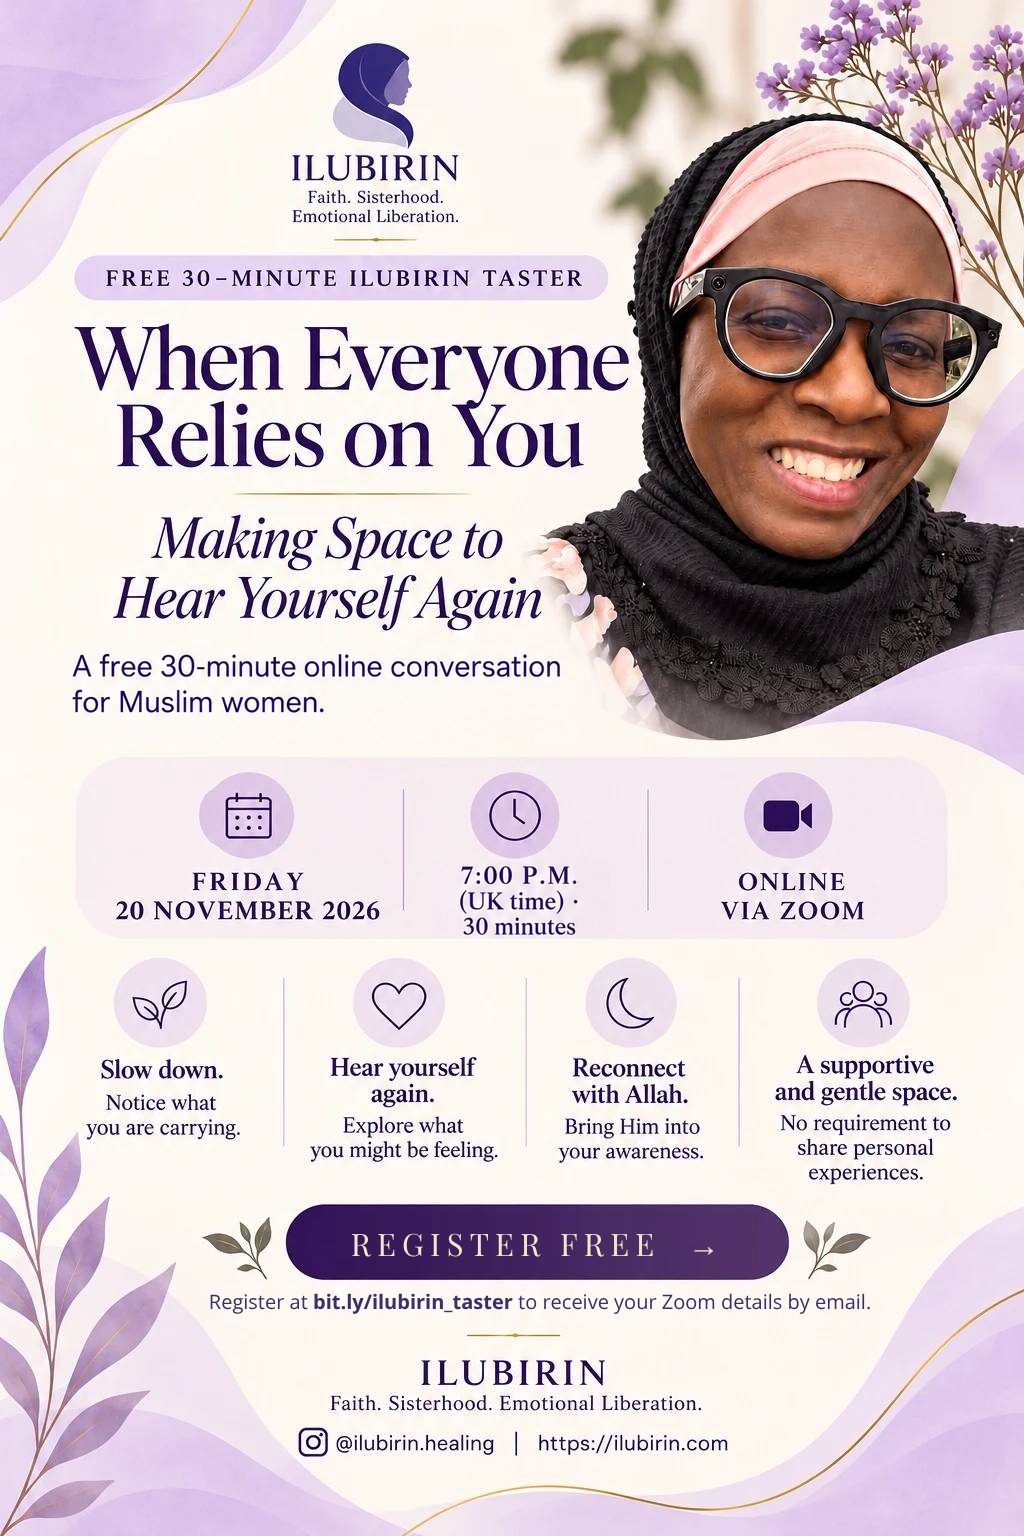 ILUBIRIN
Faith. Sisterhood.
Emotional Liberation.
FREE 30–MINUTE ILUBIRIN TASTER
When Everyone
Relies on You
Making Space to
Hear Yourself Again
A free 30-minute online conversation
for Muslim women.
FRIDAY
20 NOVEMBER 2026
7:00 P.M.
(UK time) ·
30 minutes
ONLINE
VIA ZOOM
Slow down.
Notice what
you are carrying.
Hear yourself
again.
Explore what
you might be feeling.
Reconnect
with Allah.
Bring Him into
your awareness.
A supportive
and gentle space.
No requirement to
share personal
experiences.
REGISTER FREE →
Register at bit.ly/ilubirin_taster to receive your Zoom details by email.
ILUBIRIN
Faith. Sisterhood. Emotional Liberation.
@ilubirin.healing | https://ilubirin.com